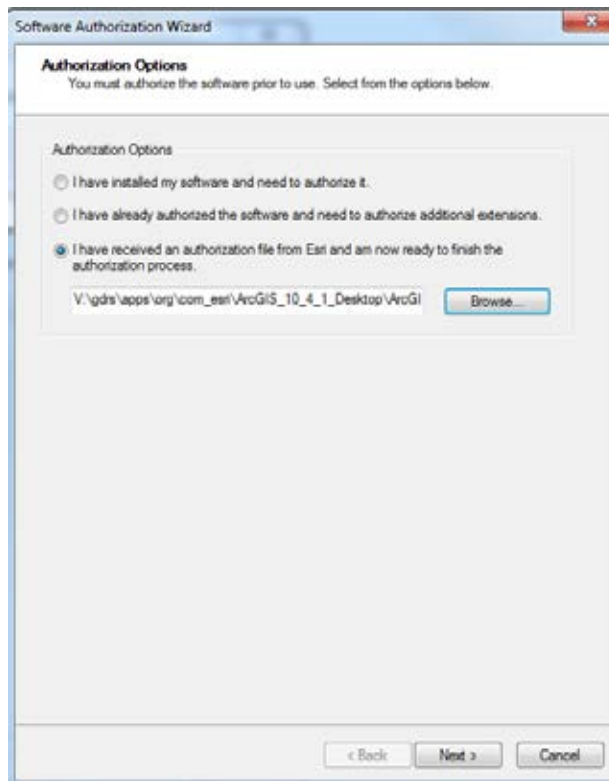 Software Authorization Wizard
Authorization Options
You must authorize the software prior to use. Select from the options below.
Authorization Options
I have installed my software and need to authorize it.
I have already authorized the software and need to authorize additional extensions.
I have received an authorization file from Esri and am now ready to finish the
authorization process.
V:\gdrs\apps\org\com_esri\ArcGIS_10_4_1_Desktop\ArcGI
Browse...
< Back
Next >
Cancel